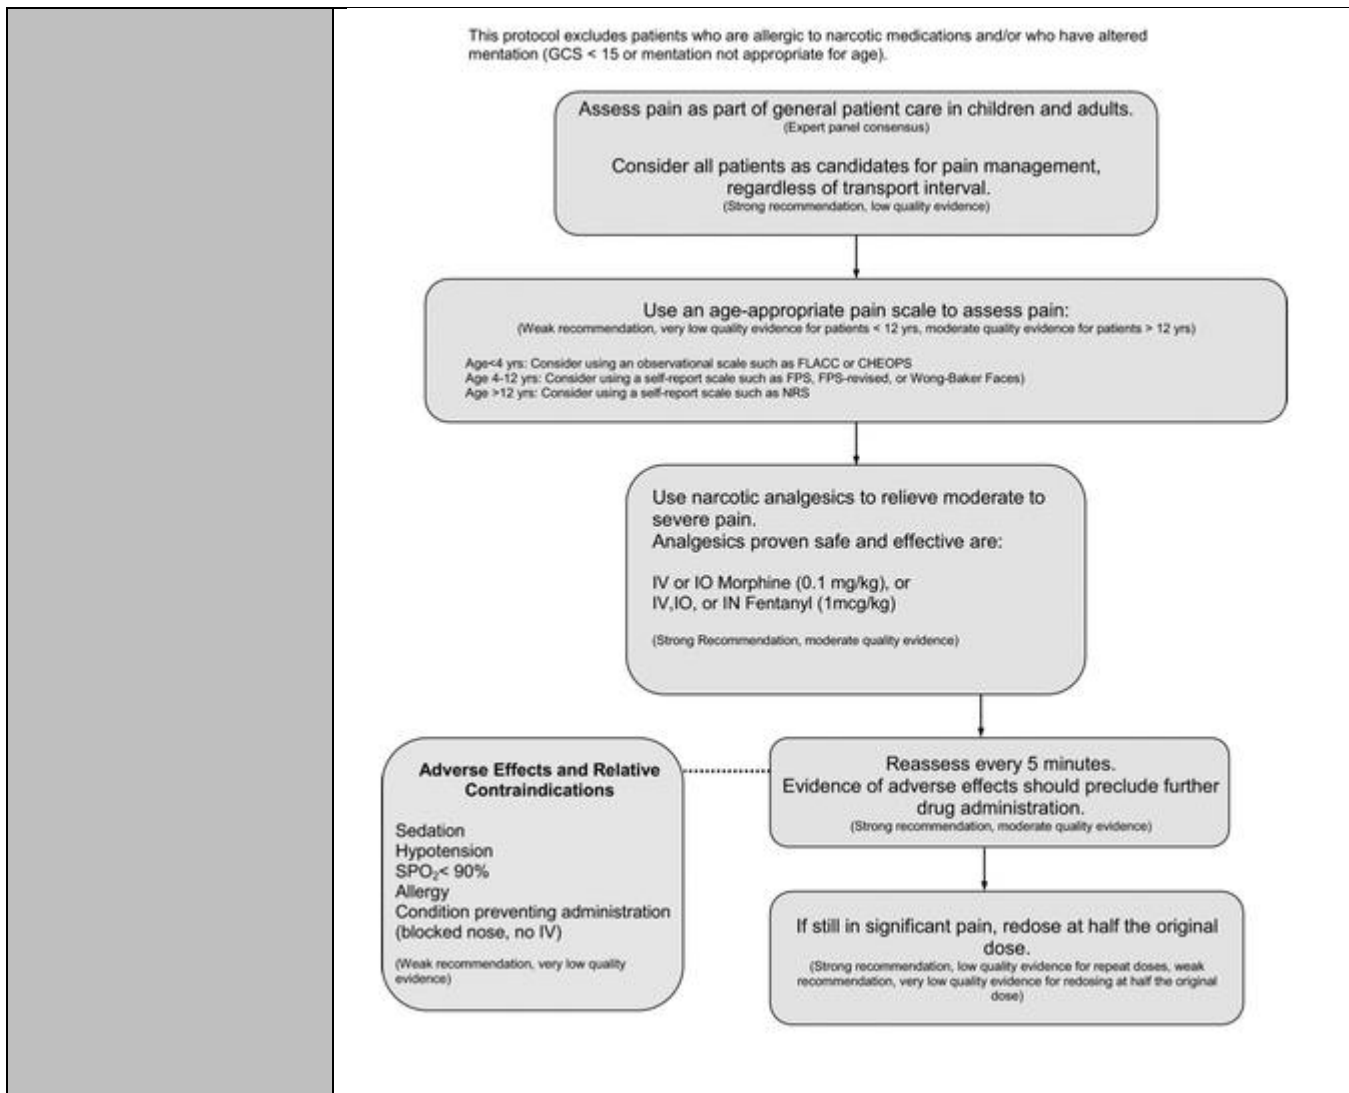 This protocol excludes patients who are allergic to narcotic medications and/or who have altered
mentation (GCS < 15 or mentation not appropriate for age).
Assess pain as part of general patient care in children and adults.
(Expert panel consensus)
Consider all patients as candidates for pain management,
regardless of transport interval.
(Strong recommendation, low quality evidence)
Use an age-appropriate pain scale to assess pain:
(Weak recommendation, very low quality evidence for patients < 12 yrs, moderate quality evidence for patients > 12 yrs)
Age<4 yrs: Consider using an observational scale such as FLACC or CHEOPS
Age 4-12 yrs: Consider using a self-report scale such as FPS, FPS-revised, or Wong-Baker Faces)
Age >12 yrs: Consider using a self-report scale such as NRS
Use narcotic analgesics to relieve moderate to
severe pain.
Analgesics proven safe and effective are:
IV or IO Morphine (0.1 mg/kg), or
IV,IO, or IN Fentanyl (1mcg/kg)
(Strong Recommendation, moderate quality evidence)
Reassess every 5 minutes.
Evidence of adverse effects should preclude further
drug administration.
(Strong recommendation, moderate quality evidence)
Adverse Effects and Relative
Contraindications
Sedation
Hypotension
SPO₂< 90%
Allergy
Condition preventing administration
(blocked nose, no IV)
(Weak recommendation, very low quality
evidence)
If still in significant pain, redose at half the original
dose.
(Strong recommendation, low quality evidence for repeat doses, weak
recommendation, very low quality evidence for redosing at half the original
dose)